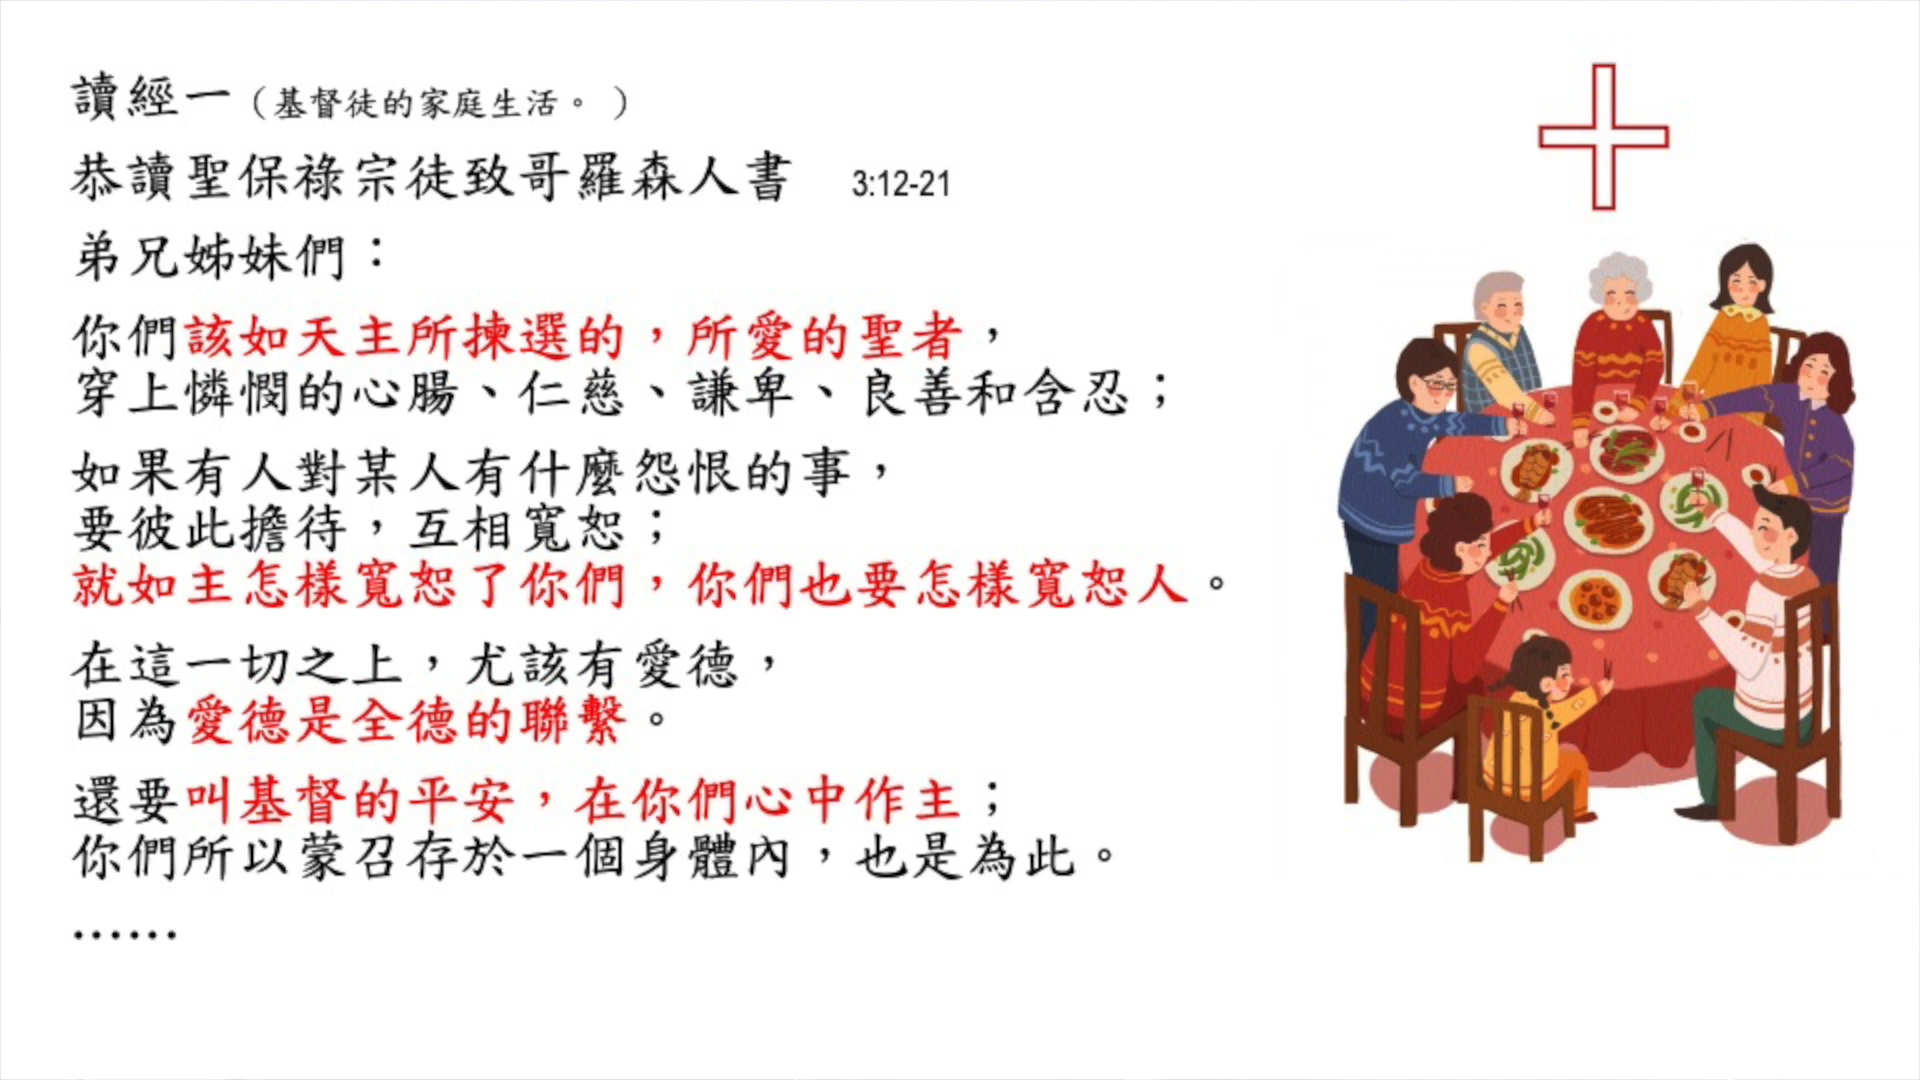 讀經一（基督徒的家庭生活。 ）
恭讀聖保祿宗徒致哥羅森人書 3:12-21
弟兄姊妹們：
你們該如天主所揀選的，所愛的聖者，
穿上憐憫的心腸、仁慈、謙卑、良善和含忍；
如果有人對某人有什麼怨恨的事，
要彼此擔待，互相寬恕；
就如主怎樣寬恕了你們，你們也要怎樣寬恕人。
在這一切之上，尤該有愛德，
因為愛德是全德的聯繫。
還要叫基督的平安，在你們心中作主；
你們所以蒙召存於一個身體內，也是為此。
……